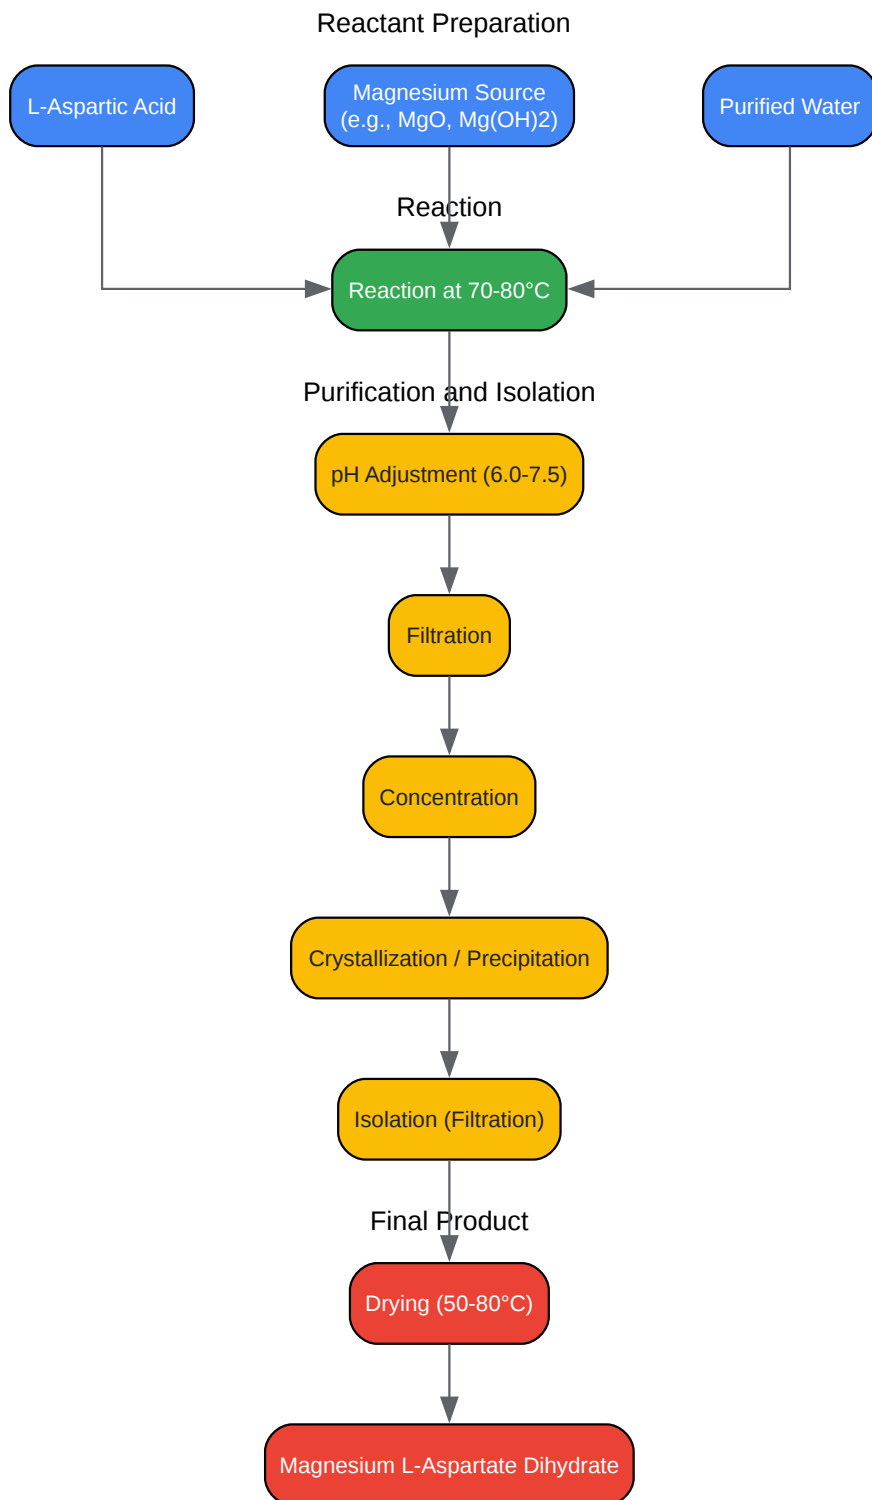 Reactant Preparation
L-Aspartic Acid
Magnesium Source
(e.g., MgO, Mg(OH)2)
Purified Water
Reaction
Reaction at 70-80°C
Purification and Isolation
pH Adjustment (6.0-7.5)
Filtration
Concentration
Crystallization / Precipitation
Isolation (Filtration)
Final Product
Drying (50-80°C)
Magnesium L-Aspartate Dihydrate